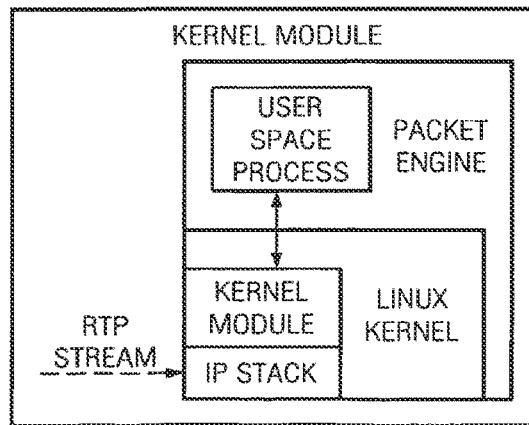 KERNEL MODULE
USER
SPACE
PROCESS
PACKET
ENGINE
KERNEL
MODULE
LINUX
KERNEL
RTP
STREAM
IP STACK